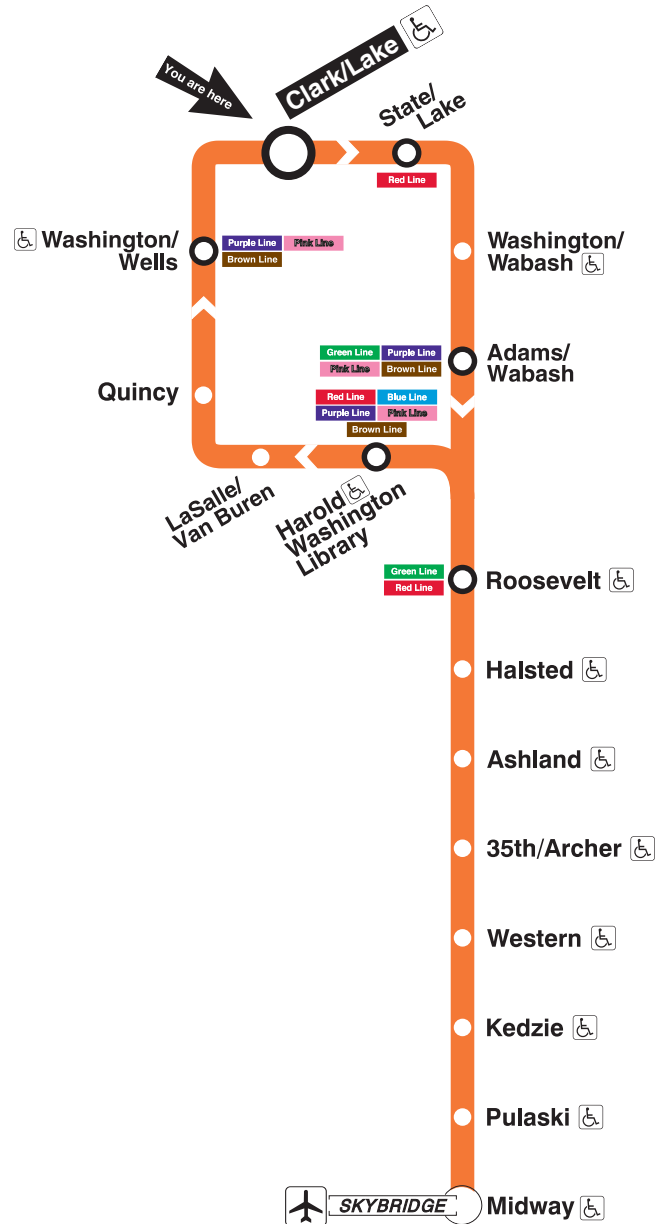 You are here
Clark/Lake
State/
Lake
Red Line
Washington/
Wells
Purple Line Pink Line
Brown Line
Washington/
Wabash
Green Line Purple Line
Pink Line Brown Line
Adams/
Wabash
Quincy
Red Line Blue Line
Purple Line Pink Line
Brown Line
LaSalle/
Van Buren
Harold
Washington
Library
Green Line
Red Line
Roosevelt
Halsted
Ashland
35th/Archer
Western
Kedzie
Pulaski
SKYBRIDGE Midway